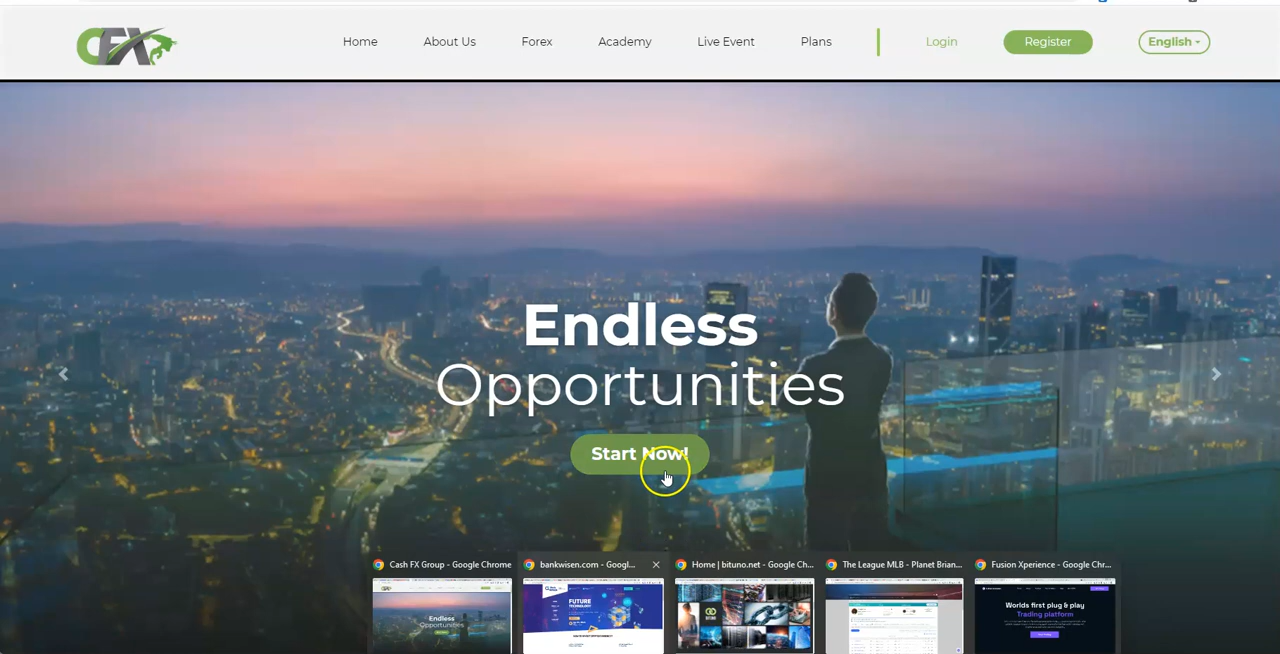 CFX
Home
About Us
Forex
Academy
Live Event
Plans
Login
Register
English
Endless
Opportunities
Start Now!
Cash FX Group - Google Chrome
bankwisen.com - Googl...
Home | bituno.net - Google Ch...
The League MLB - Planet Brian...
Fusion Xperience - Google Chr...
Endless
Opportunities
FUTURE
TECHNOLOGY
BITUNO
Worlds first plug & play
Trading platform